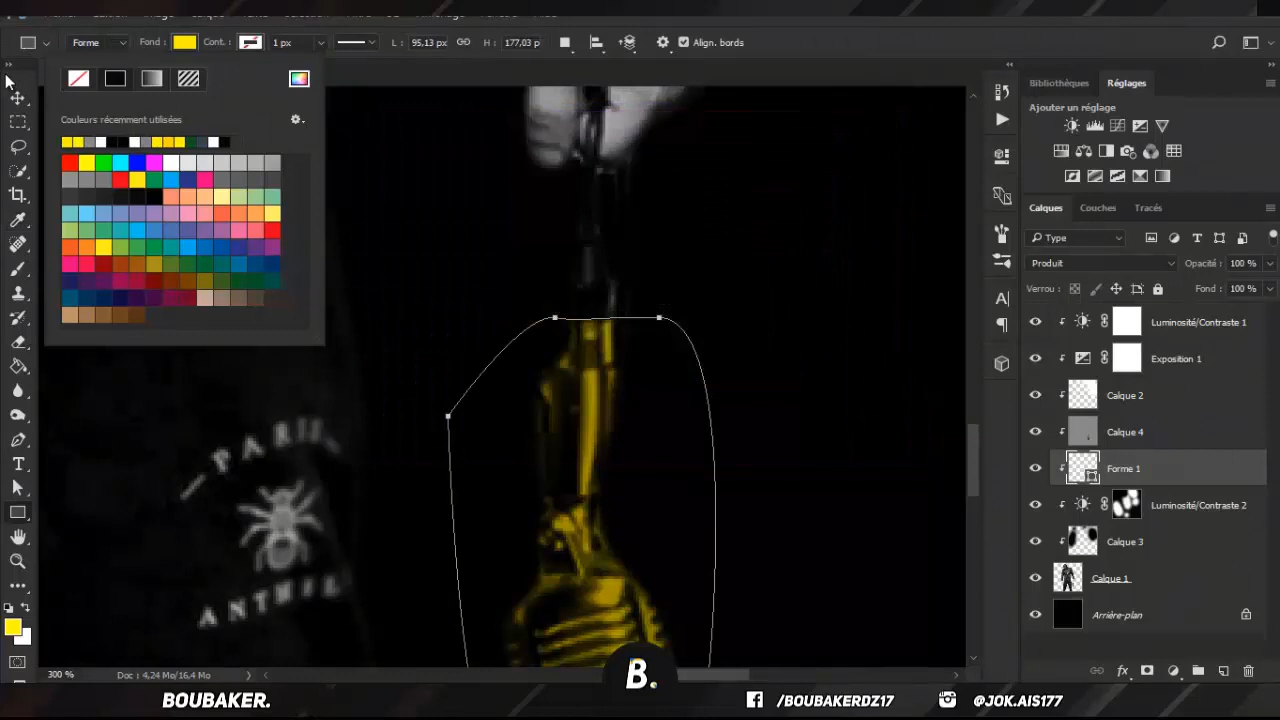 Forme
Fond :
Cont. :
1 px
L : 95,13 px
H : 177,03 p
Align. bords
Couleurs récemment utilisées
Bibliothèques
Réglages
Ajouter un réglage
Calques
Couches
Tracés
Type
Produit
Opacité : 100 %
Verrou :
Fond : 100 %
Luminosité/Contraste 1
Exposition 1
Calque 2
Calque 4
Forme 1
Luminosité/Contraste 2
Calque 3
Calque 1
Arrière-plan
ANTHIL
300 %
Doc : 4,24 Mo/16,4 Mo
B.
BOUBAKER.
/BOUBAKERDZ17
@JOK.AIS177